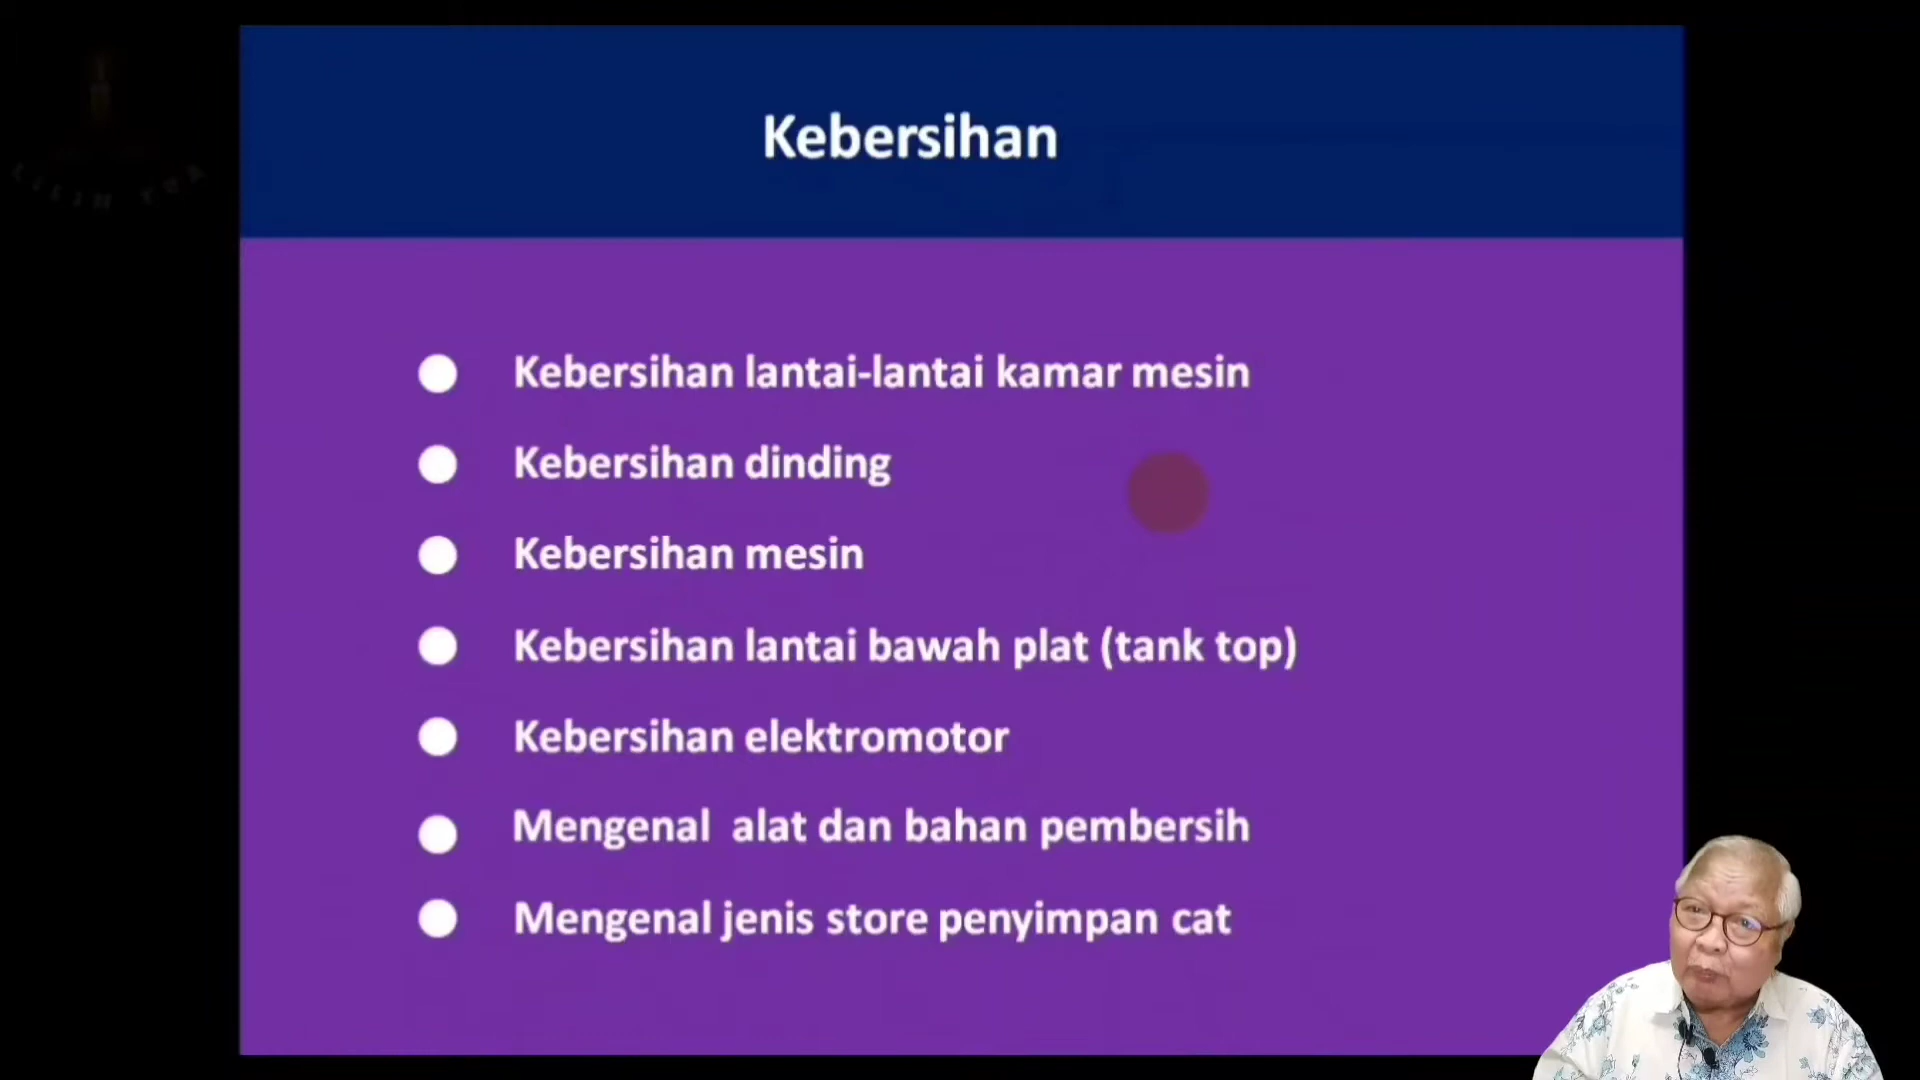 Kebersihan
Kebersihan lantai-lantai kamar mesin
Kebersihan dinding
Kebersihan mesin
Kebersihan lantai bawah plat (tank top)
Kebersihan elektromotor
Mengenal alat dan bahan pembersih
Mengenal jenis store penyimpan cat